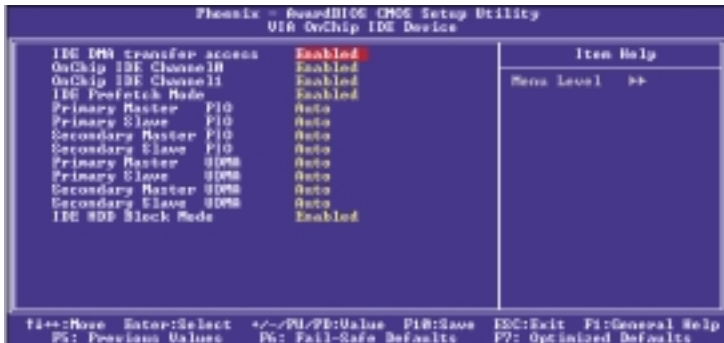 Phoenix - AwardBIOS CMOS Setup Utility
VIA OnChip IDE Device
IDE DMA transfer access Enabled
OnChip IDE Channel0 Enabled
OnChip IDE Channel1 Enabled
IDE Prefetch Mode Enabled
Primary Master PIO Auto
Primary Slave PIO Auto
Secondary Master PIO Auto
Secondary Slave PIO Auto
Primary Master UDMA Auto
Primary Slave UDMA Auto
Secondary Master UDMA Auto
Secondary Slave UDMA Auto
IDE HDD Block Mode Enabled
Item Help
Menu Level ▸▸
↑↓↔:Move Enter:Select +/-/PU/PD:Value F10:Save ESC:Exit F1:General Help
F5: Previous Values F6: Fail-Safe Defaults F7: Optimized Defaults